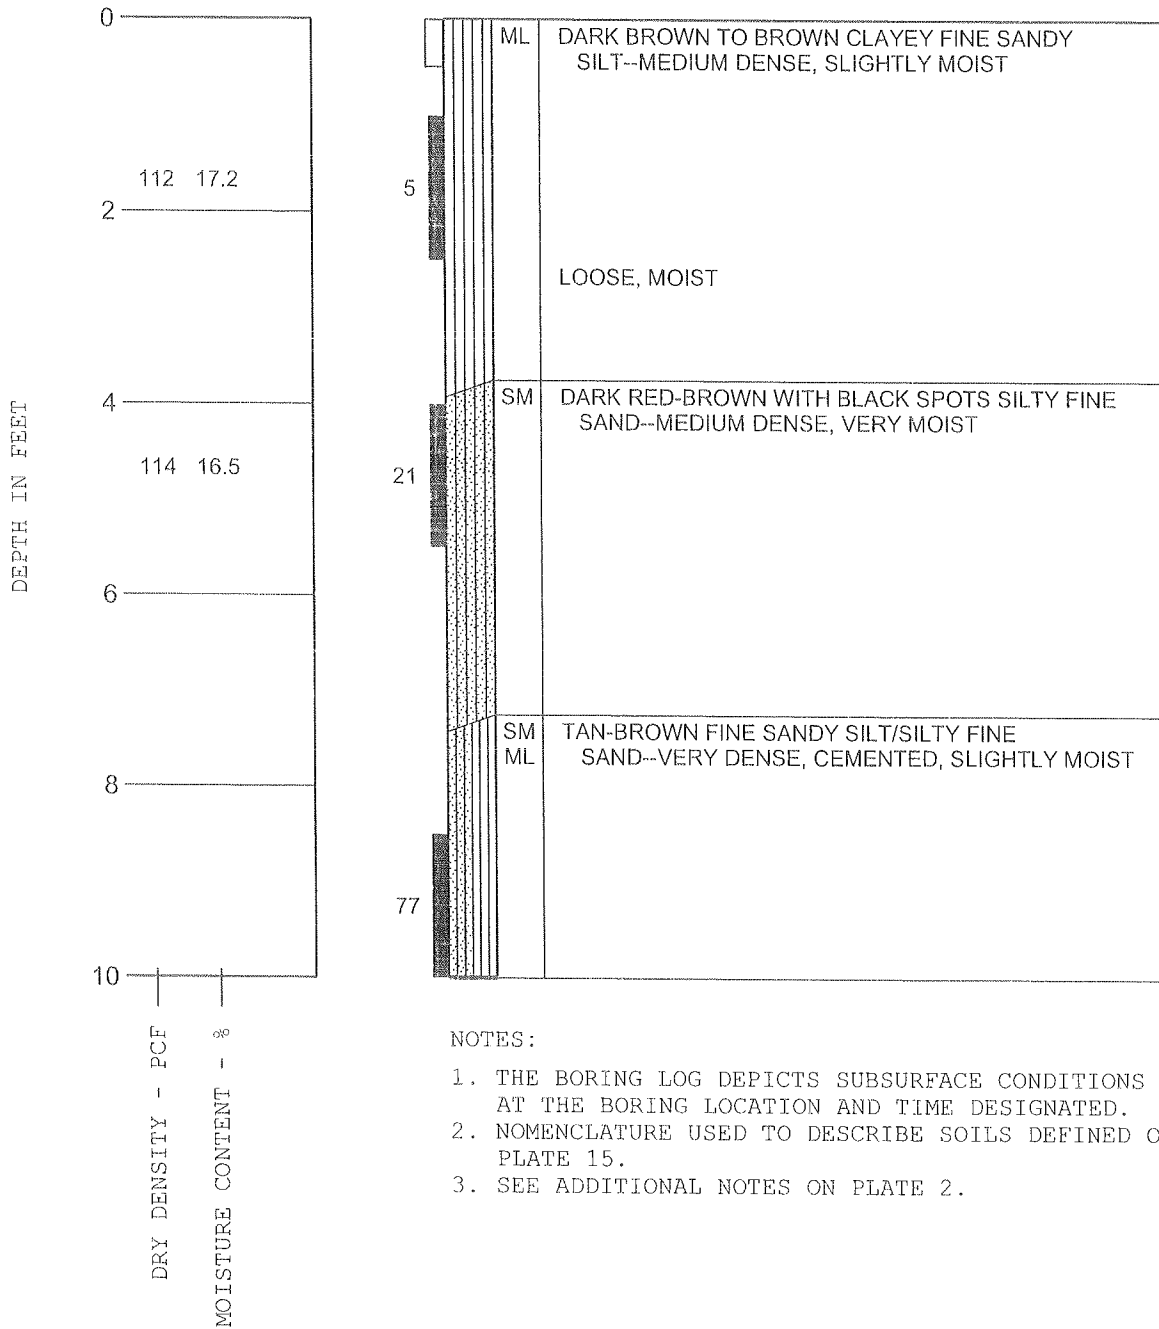 0
ML DARK BROWN TO BROWN CLAYEY FINE SANDY
SILT--MEDIUM DENSE, SLIGHTLY MOIST
112 17.2 5
2
LOOSE, MOIST
4
SM DARK RED-BROWN WITH BLACK SPOTS SILTY FINE
SAND--MEDIUM DENSE, VERY MOIST
114 16.5 21
DEPTH IN FEET
6
SM TAN-BROWN FINE SANDY SILT/SILTY FINE
ML SAND--VERY DENSE, CEMENTED, SLIGHTLY MOIST
8
77
10
DRY DENSITY - PCF
MOISTURE CONTENT - %
NOTES:
1. THE BORING LOG DEPICTS SUBSURFACE CONDITIONS
AT THE BORING LOCATION AND TIME DESIGNATED.
2. NOMENCLATURE USED TO DESCRIBE SOILS DEFINED
PLATE 15.
3. SEE ADDITIONAL NOTES ON PLATE 2.